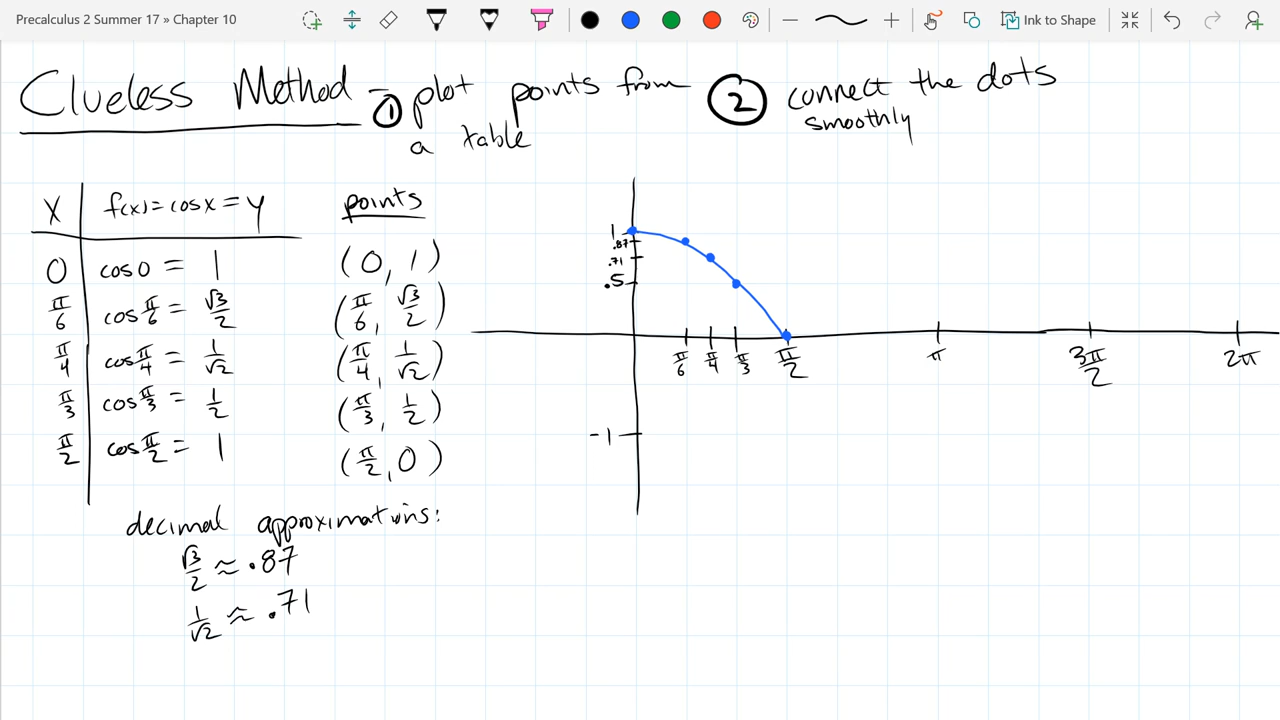 Precalculus 2 Summer 17 » Chapter 10
Ink to Shape
Clueless Method - ① plot points from a table
② connect the dots smoothly
x f(x) = cos x = y points
0 cos 0 = 1 (0, 1)
π/6 cos π/6 = √3/2 (π/6, √3/2)
π/4 cos π/4 = 1/√2 (π/4, 1/√2)
π/3 cos π/3 = 1/2 (π/3, 1/2)
π/2 cos π/2 = 1 (π/2, 0)
decimal approximations:
√3/2 ≈ .87
1/√2 ≈ .71
1
.87
.71
.5
-1
π/6 π/4 π/3 π/2 π 3π/2 2π